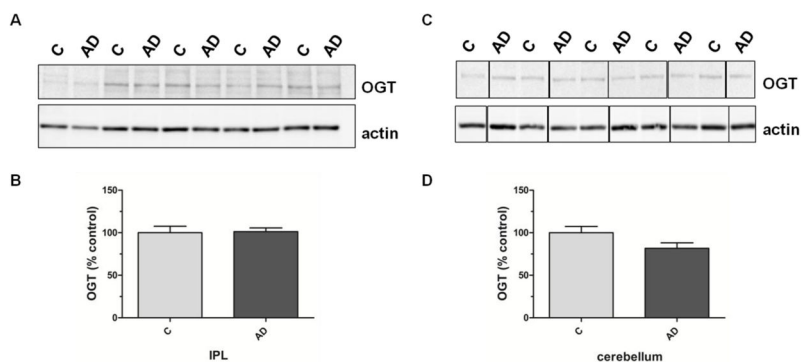 A
C AD C AD C AD C AD C AD
OGT
actin
B
150
100
50
0
OGT (% control)
C AD
IPL
C
C AD C AD C AD C AD C AD
OGT
actin
D
150
100
50
0
OGT (% control)
C AD
cerebellum